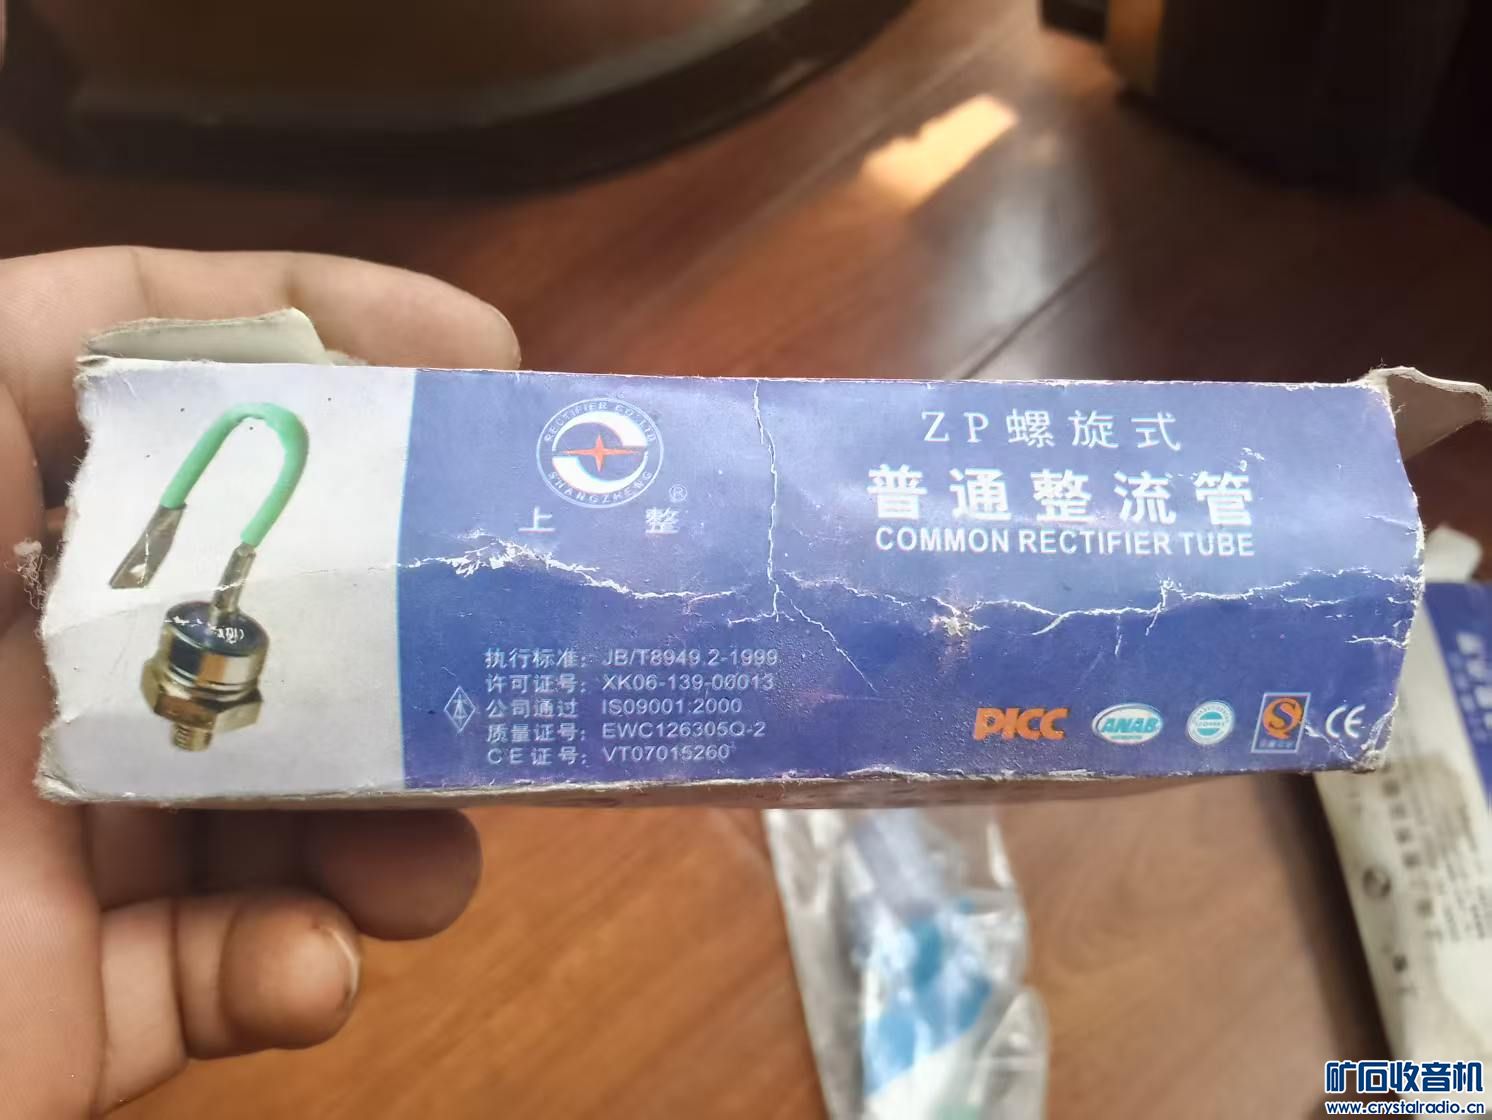 RECTIFIER CO.,LTD
SHANGZHENG
®
上 整
ZP螺旋式
普通整流管
COMMON RECTIFIER TUBE
执行标准：JB/T8949.2-1999
许可证号：XK06-139-00013
公司通过 IS09001:2000
质量证号：EWC126305Q-2
CE证号：VT07015260
PICC
ANAB
S
CE
矿石收音机
www.crystalradio.cn